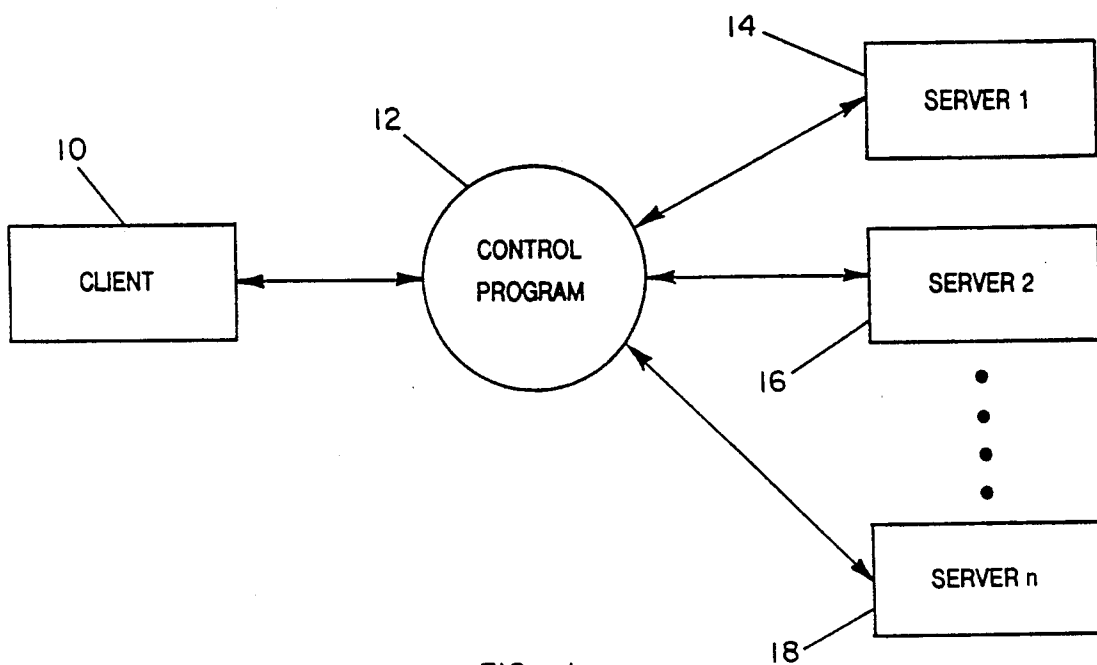 14
SERVER 1
12
10
CONTROL
PROGRAM
CLIENT
SERVER 2
16
SERVER n
18